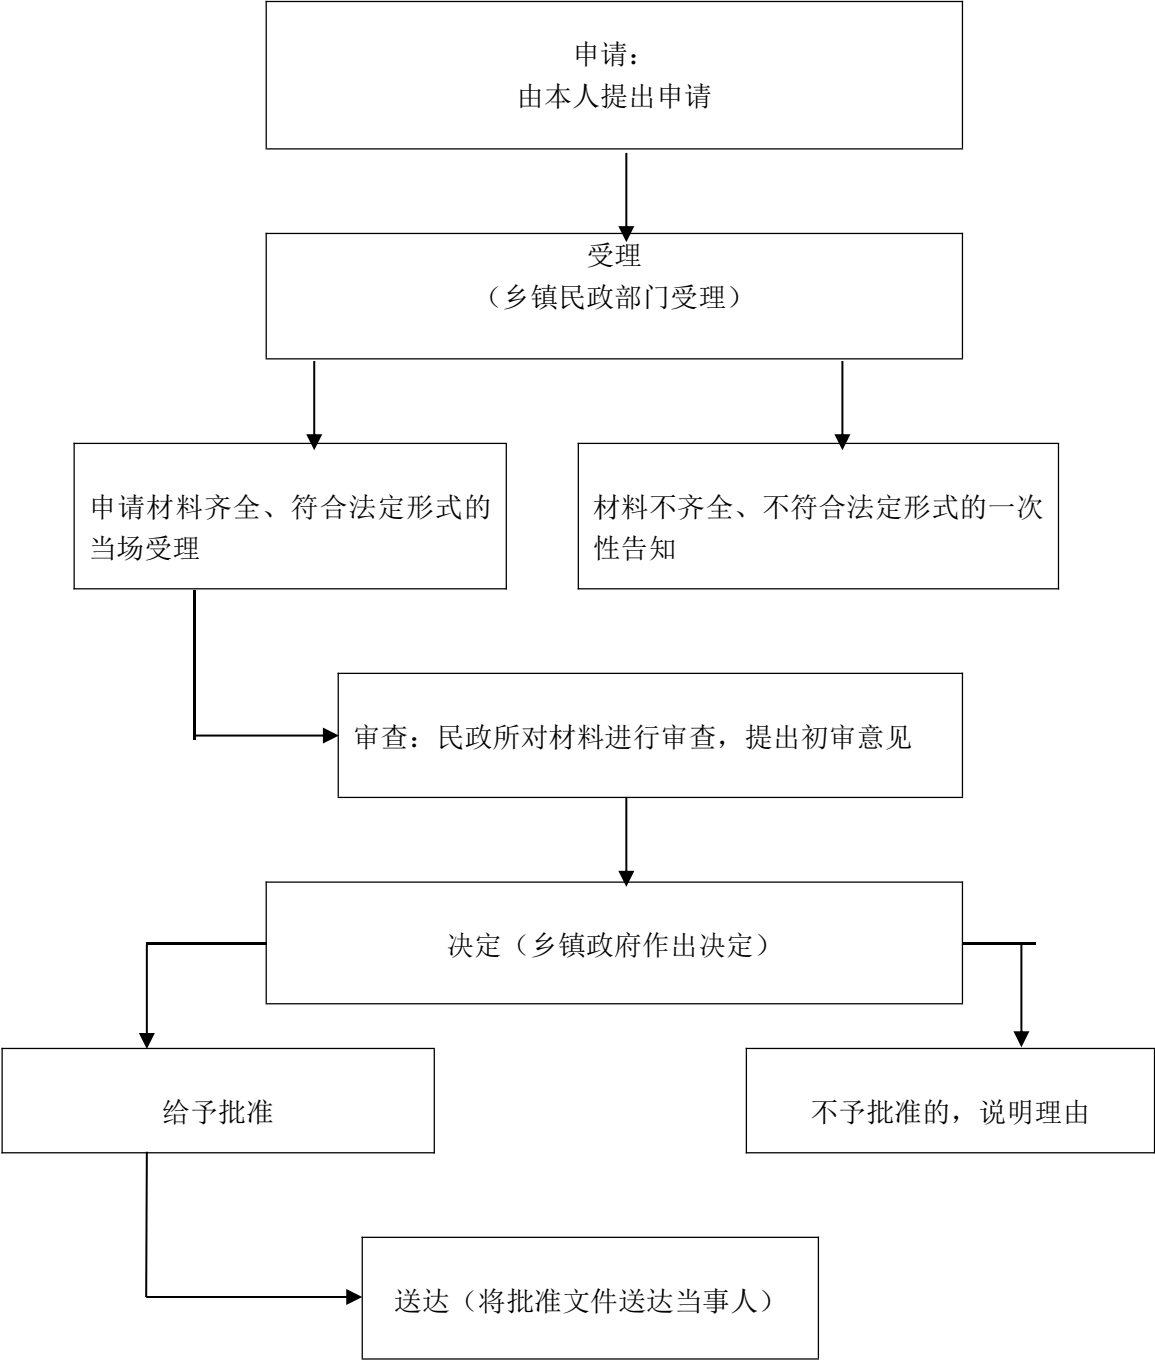 申请：
由本人提出申请
受理
（乡镇民政部门受理）
申请材料齐全、符合法定形式的
当场受理
材料不齐全、不符合法定形式的一次
性告知
审查：民政所对材料进行审查，提出初审意见
决定（乡镇政府作出决定）
给予批准
不予批准的，说明理由
送达（将批准文件送达当事人）